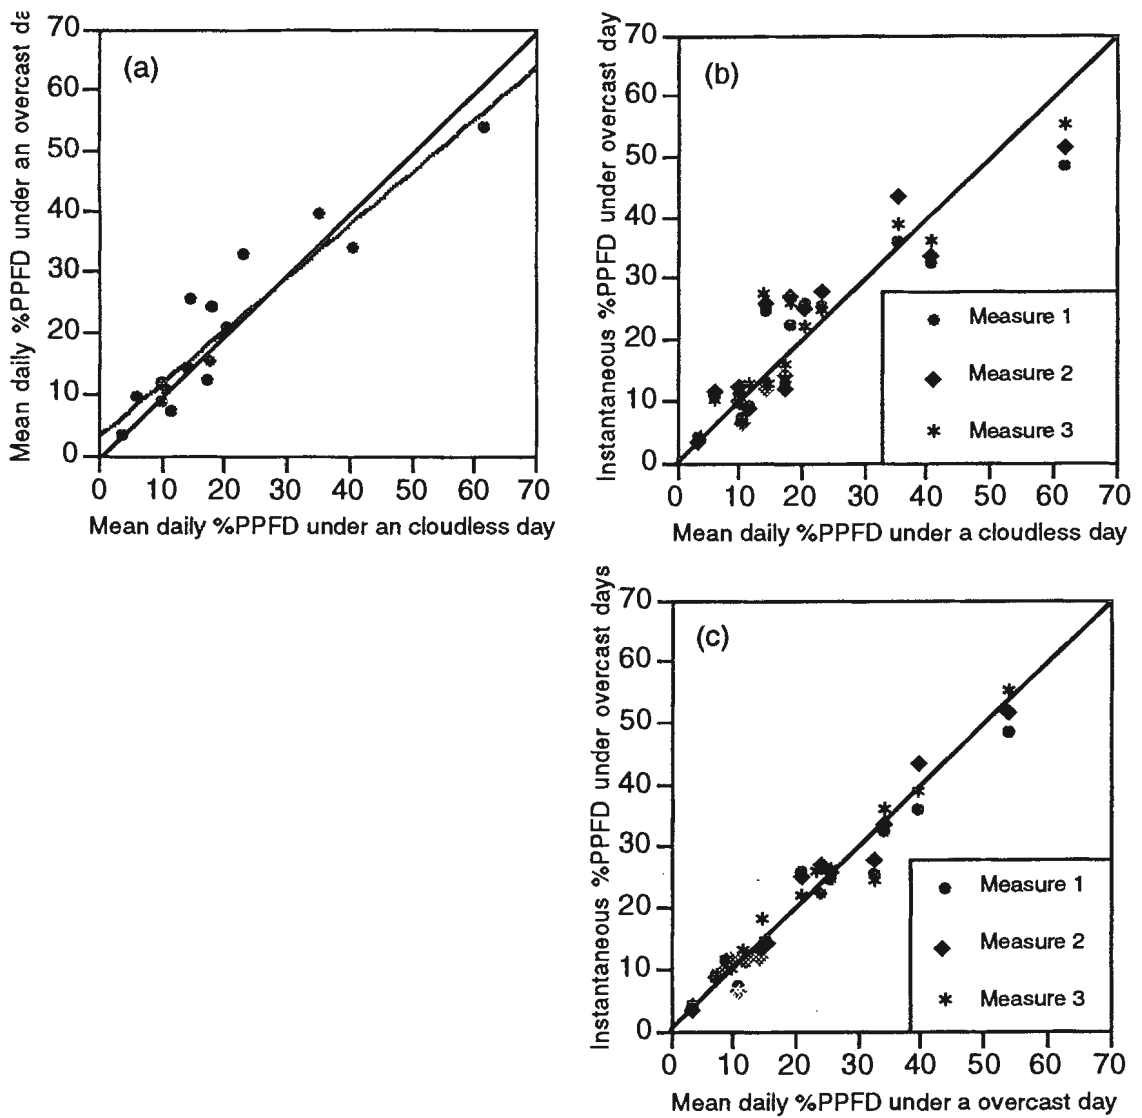 Mean daily %PPFD under an overcast
70
60
50
40
30
20
10
0
(a)
0 10 20 30 40 50 60 70
Mean daily %PPFD under an cloudless day
Instantaneous %PPFD under overcast day
70
60
50
40
30
20
10
0
(b)
Measure 1
Measure 2
Measure 3
0 10 20 30 40 50 60 70
Mean daily %PPFD under a cloudless day
Instantaneous %PPFD under overcast days
70
60
50
40
30
20
10
0
(c)
Measure 1
Measure 2
Measure 3
0 10 20 30 40 50 60 70
Mean daily %PPFD under a overcast day